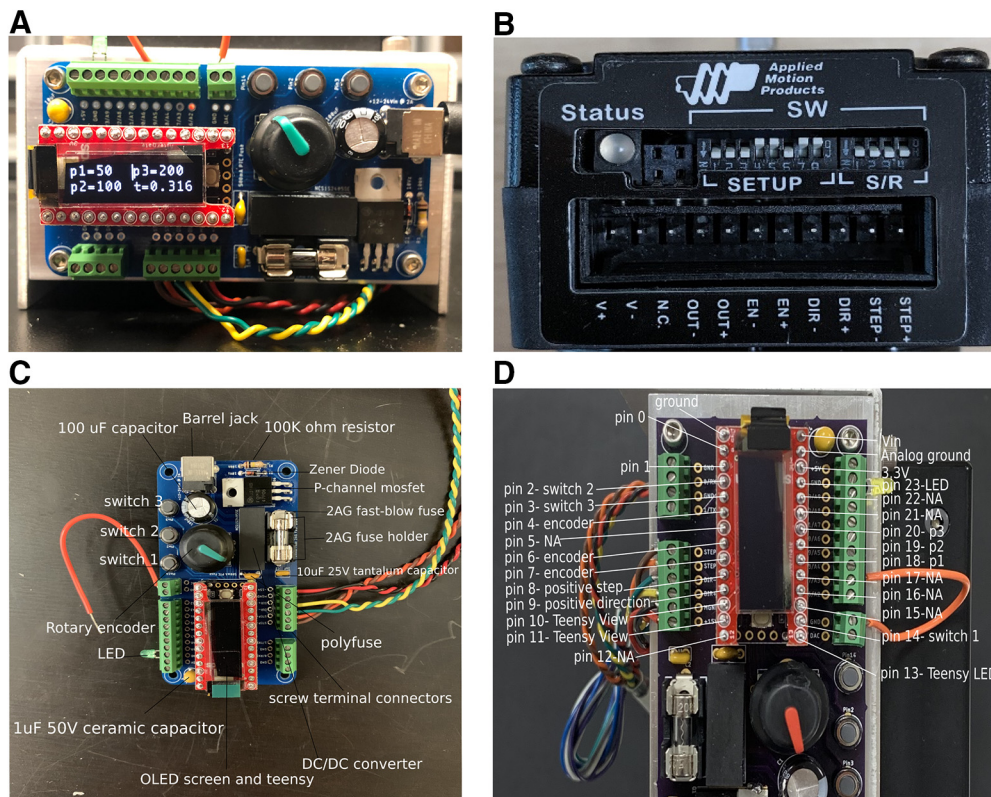 A
p1=50 p3=200
p2=100 t=0.316
Pin14
Pin2
Pin3
B
Applied
Motion
Products
SW
Status
SETUP
S/R
V+
V-
N.C.
OUT-
OUT+
EN -
EN+
DIR -
DIR +
STEP-
STEP+
C
Barrel jack
100 uF capacitor
100K ohm resistor
Zener Diode
P-channel mosfet
switch 3
2AG fast-blow fuse
switch 2
2AG fuse holder
switch 1
10uF 25V tantalum capacitor
Rotary encoder
polyfuse
LED
screw terminal connectors
1uF 50V ceramic capacitor
DC/DC converter
OLED screen and teensy
D
ground
pin 0
Vin
Analog ground
pin 1
3.3V
pin 23-LED
pin 2- switch 2
pin 22-NA
pin 3- switch 3
pin 21-NA
pin 4- encoder
pin 20- p3
pin 5- NA
pin 19- p2
pin 6- encoder
pin 18- p1
pin 7- encoder
pin 17-NA
pin 8- positive step
pin 16-NA
pin 9- positive direction
pin 15-NA
pin 10- Teensy View
pin 11- Teensy View
pin 14- switch 1
pin 12-NA
pin 13- Teensy LED
Pin14
Pin2
Pin3